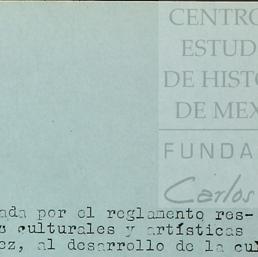 CENTRO
ESTUD
DE HISTO
DE MEX
FUNDA
Carlos
ada por el reglamento res-
s culturales y artísticas
ez, al desarrollo de la cul